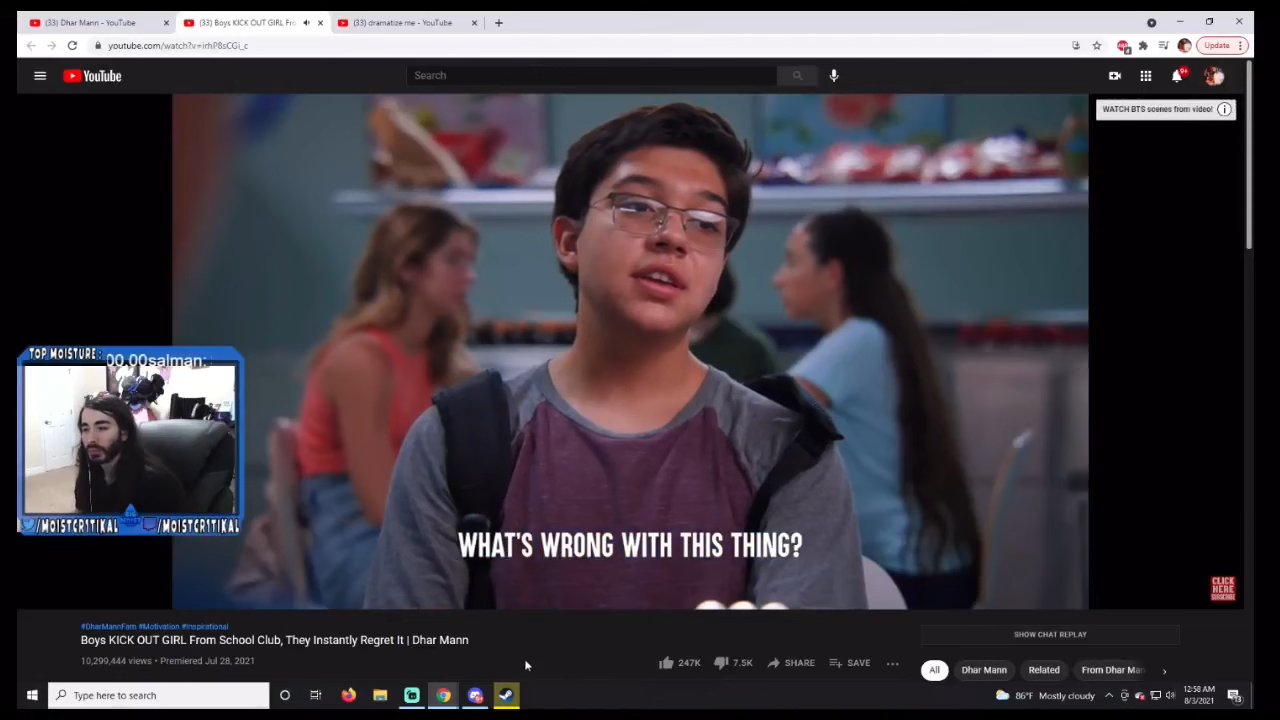 (33) Dhar Mann - YouTube
(33) Boys KICK OUT GIRL Fro
(33) dramatize me - YouTube
youtube.com/watch?v=irhP8sCGi_c
Update
YouTube
Search
9+
WATCH BTS scenes from video!
TOP MOISTURE:
00.00salman:
/MOISTCR1TIKAL
/MOISTCR1TIKAL
WHAT'S WRONG WITH THIS THING?
CLICK
HERE
SUBSCRIBE
#DharMannFam #Motivation #Inspirational
Boys KICK OUT GIRL From School Club, They Instantly Regret It | Dhar Mann
10,299,444 views • Premiered Jul 28, 2021
247K
7.5K
SHARE
SAVE
SHOW CHAT REPLAY
All
Dhar Mann
Related
From Dhar Man
Type here to search
86°F Mostly cloudy
12:58 AM
8/3/2021